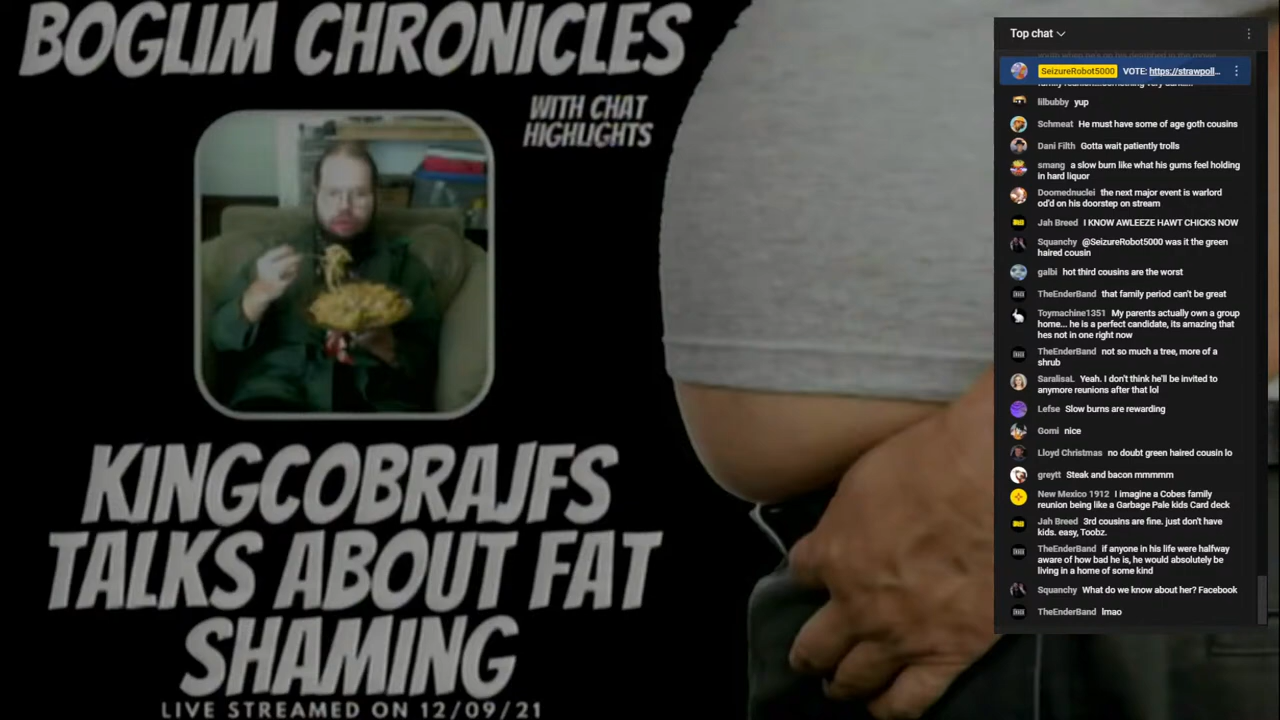 BOGLIM CHRONICLES
WITH CHAT
HIGHLIGHTS
KINGCOBRAJFS
TALKS ABOUT FAT
SHAMING
LIVE STREAMED ON 12/09/21
Top chat
SeizureRobot5000 VOTE: https://strawpoll...
lilbubby yup
Schmeat He must have some of age goth cousins
Dani Filth Gotta wait patiently trolls
smang a slow burn like what his gums feel holding
in hard liquor
Doomednuclei the next major event is warlord
od'd on his doorstep on stream
Jah Breed I KNOW AWLEEZE HAWT CHICKS NOW
Squanchy @SeizureRobot5000 was it the green
haired cousin
galbi hot third cousins are the worst
TheEnderBand that family period can't be great
Toymachine1351 My parents actually own a group
home... he is a perfect candidate, its amazing that
hes not in one right now
TheEnderBand not so much a tree, more of a
shrub
SaralisaL Yeah. I don't think he'll be invited to
anymore reunions after that lol
Lefse Slow burns are rewarding
Gomi nice
Lloyd Christmas no doubt green haired cousin lo
greytt Steak and bacon mmmmm
New Mexico 1912 I imagine a Cobes family
reunion being like a Garbage Pale kids Card deck
Jah Breed 3rd cousins are fine. just don't have
kids. easy, Toobz.
TheEnderBand if anyone in his life were halfway
aware of how bad he is, he would absolutely be
living in a home of some kind
Squanchy What do we know about her? Facebook
TheEnderBand lmao